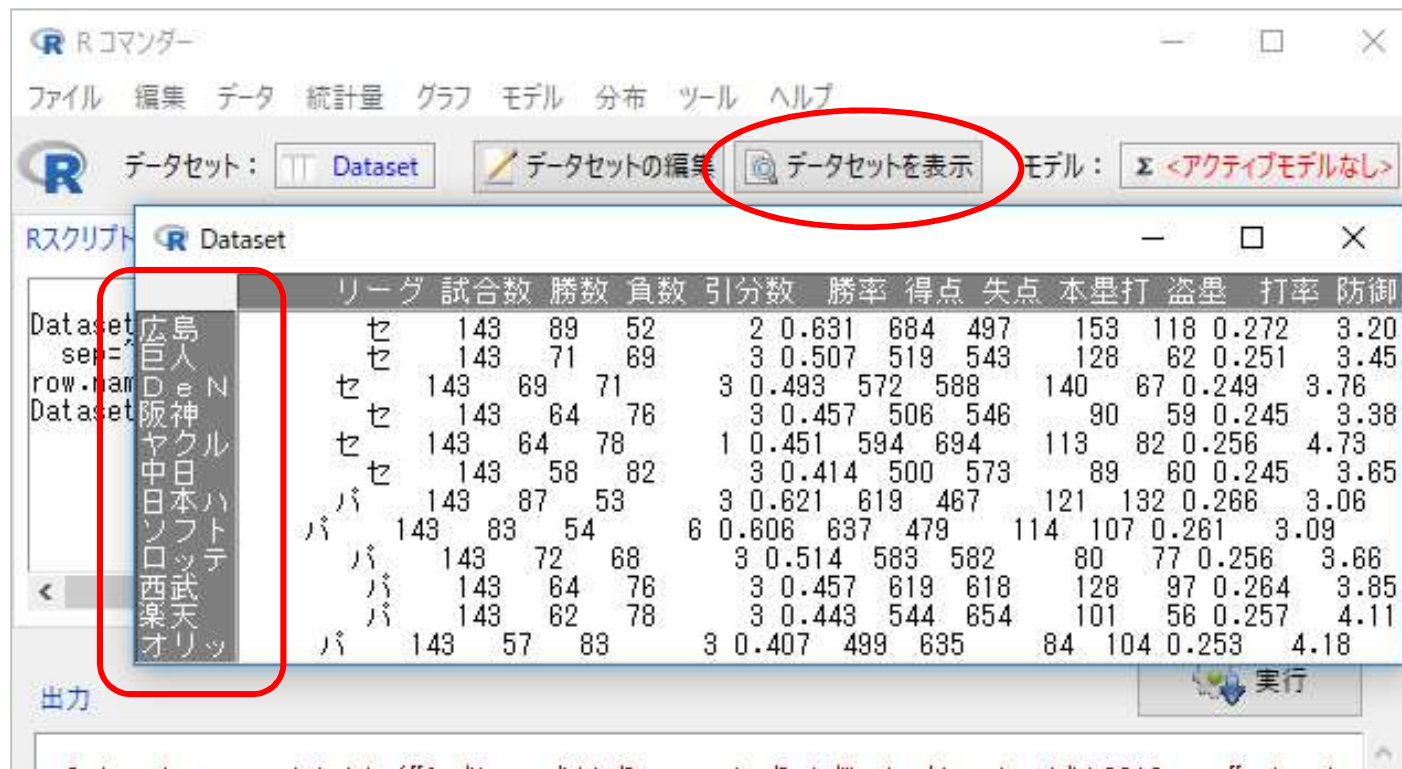 R コマンダー
ファイル 編集 データ 統計量 グラフ モデル 分布 ツール ヘルプ
データセット: Dataset データセットの編集 データセットを表示 モデル: Σ <アクティブモデルなし>
Rスクリプト
Dataset
リーグ 試合数 勝数 負数 引分数 勝率 得点 失点 本塁打 盗塁 打率 防御
広島 セ 143 89 52 2 0.631 684 497 153 118 0.272 3.20
巨人 セ 143 71 69 3 0.507 519 543 128 62 0.251 3.45
DeN セ 143 69 71 3 0.493 572 588 140 67 0.249 3.76
阪神 セ 143 64 76 3 0.457 506 546 90 59 0.245 3.38
ヤクル セ 143 64 78 1 0.451 594 694 113 82 0.256 4.73
中日 セ 143 58 82 3 0.414 500 573 89 60 0.245 3.65
日本ハ パ 143 87 53 3 0.621 619 467 121 132 0.266 3.06
ソフト パ 143 83 54 6 0.606 637 479 114 107 0.261 3.09
ロッテ パ 143 72 68 3 0.514 583 582 80 77 0.256 3.66
西武 パ 143 64 76 3 0.457 619 618 128 97 0.264 3.85
楽天 パ 143 62 78 3 0.443 544 654 101 56 0.257 4.11
オリッ パ 143 57 83 3 0.407 499 635 84 104 0.253 4.18
Dataset
sep=
row.nam
Dataset
実行
出力